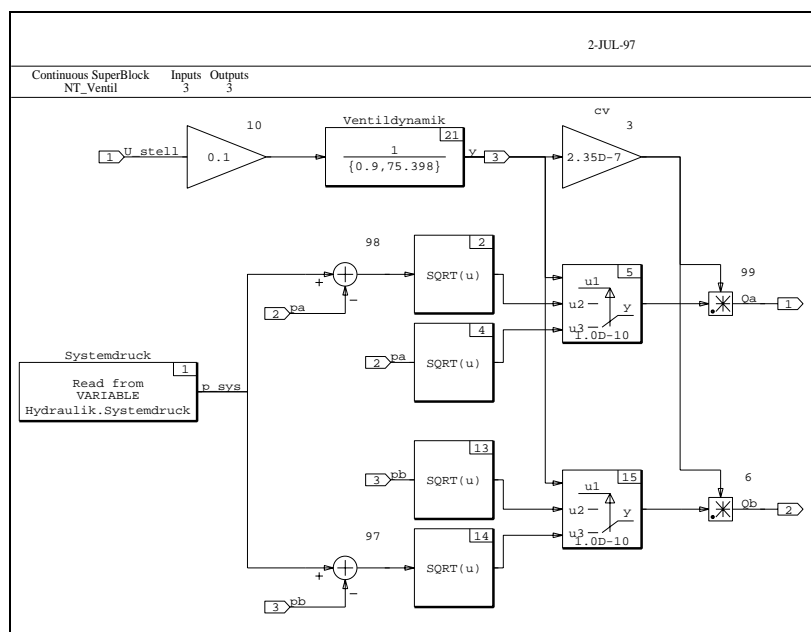 2-JUL-97
Continuous SuperBlock Inputs Outputs
NT_Ventil 3 3
10 Ventildynamik cv 3
21
1 U_stell 0.1 1 y 3 2.35D-7
{0.9,75.398}
98 2 5 99
SQRT(u) u1 Qa
+ u2 y * 1
2 pa − u3
4 1.0D-10
Systemdruck 2 pa SQRT(u)
1
Read from p_sys
VARIABLE
Hydraulik.Systemdruck
13 15 6
3 pb SQRT(u) u1 Qb
u2 y * 2
97 14 u3
SQRT(u) 1.0D-10
+
3 pb −